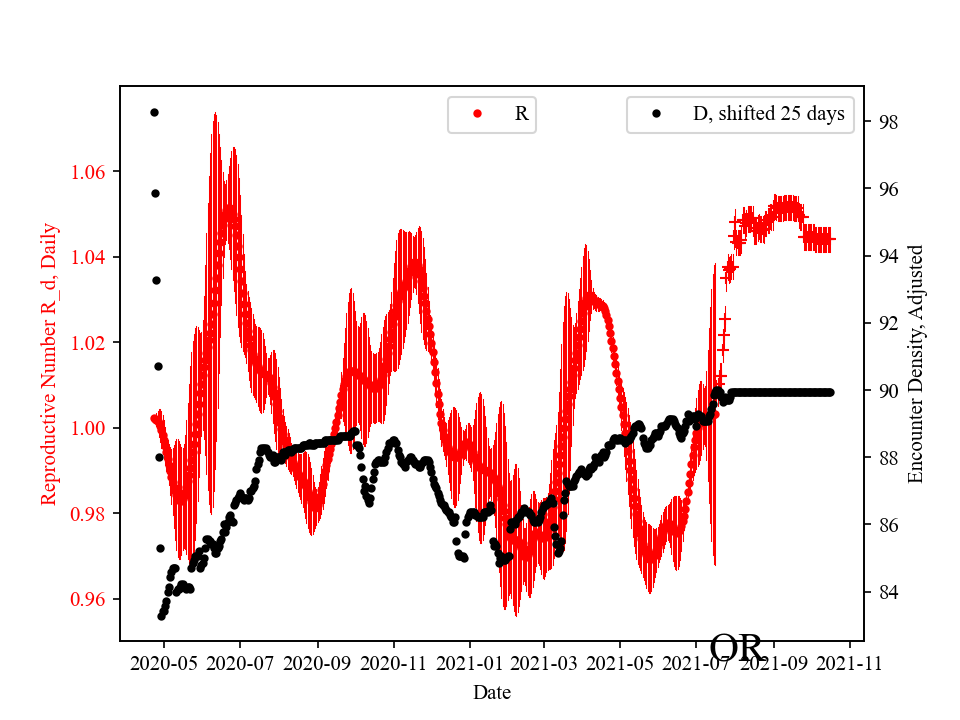 R
D, shifted 25 days
1.06
1.04
1.02
1.00
0.98
0.96
Reproductive Number R_d, Daily
98
96
94
92
90
88
86
84
Encounter Density, Adjusted
OR
2020-05 2020-07 2020-09 2020-11 2021-01 2021-03 2021-05 2021-07 2021-09 2021-11
Date